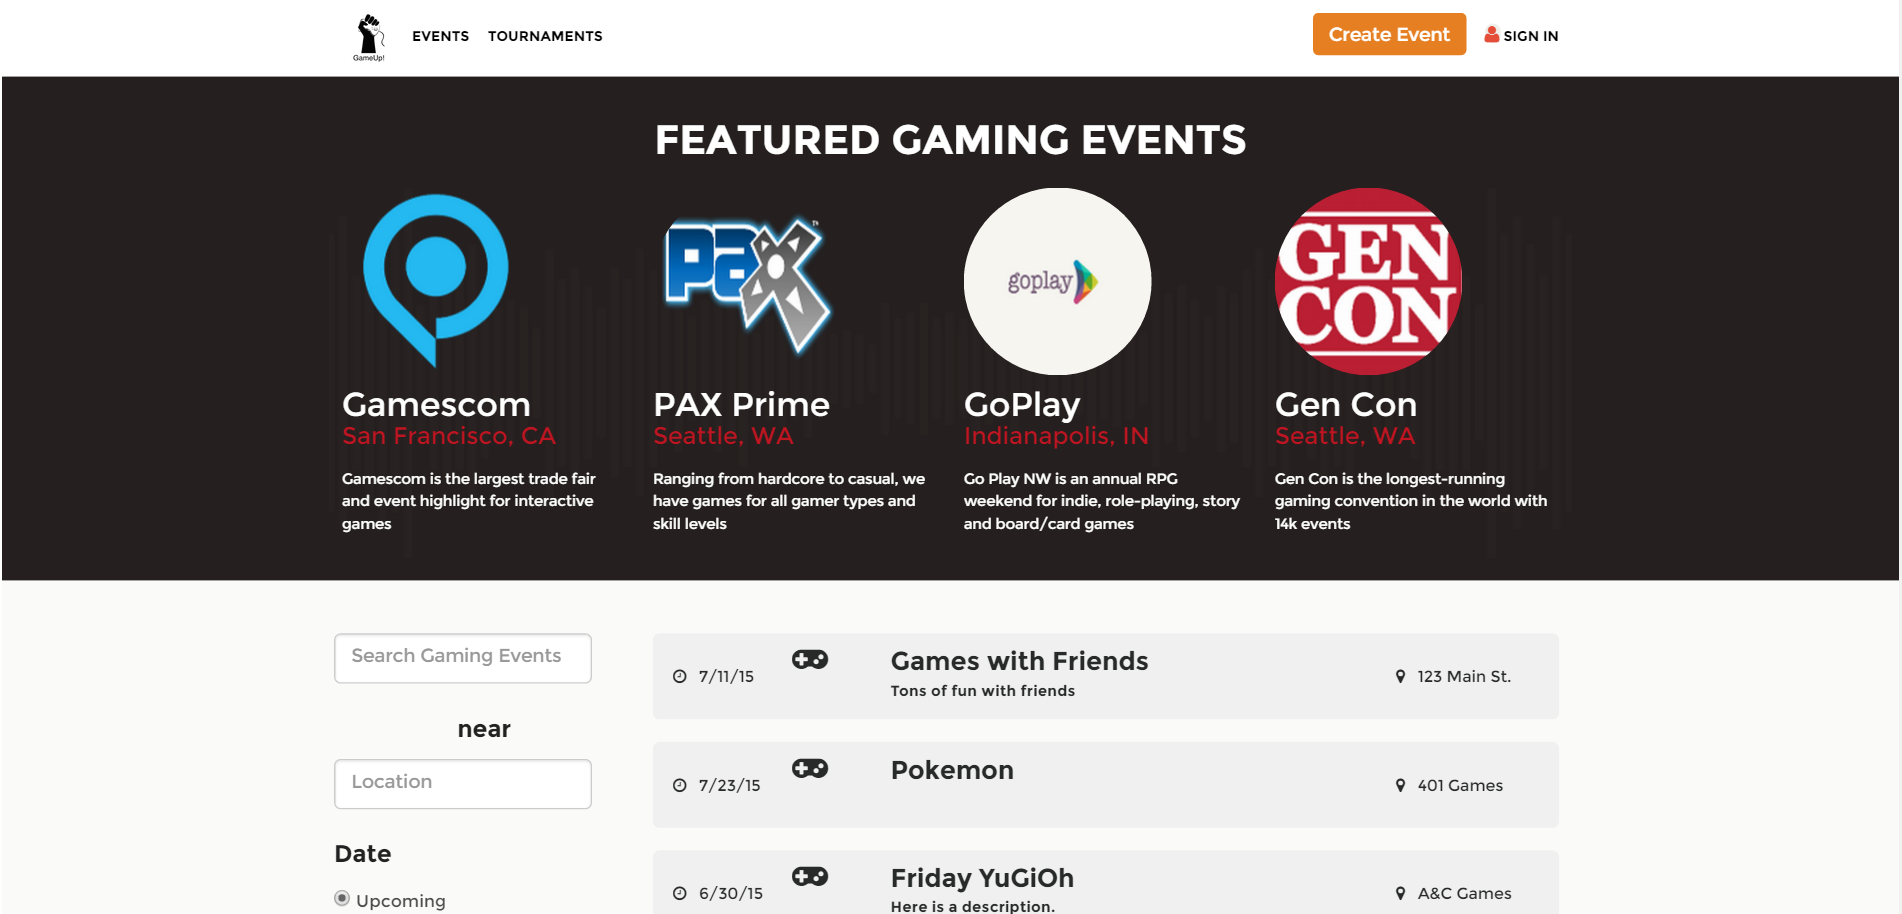 GameUp!
EVENTS TOURNAMENTS
Create Event
SIGN IN
FEATURED GAMING EVENTS
pax
™
goplay
GEN
CON
Gamescom
San Francisco, CA
Gamescom is the largest trade fair
and event highlight for interactive
games
PAX Prime
Seattle, WA
Ranging from hardcore to casual, we
have games for all gamer types and
skill levels
GoPlay
Indianapolis, IN
Go Play NW is an annual RPG
weekend for indie, role-playing, story
and board/card games
Gen Con
Seattle, WA
Gen Con is the longest-running
gaming convention in the world with
14k events
Search Gaming Events
near
Location
Date
Upcoming
7/11/15
Games with Friends
Tons of fun with friends
123 Main St.
7/23/15
Pokemon
401 Games
6/30/15
Friday YuGiOh
Here is a description.
A&C Games